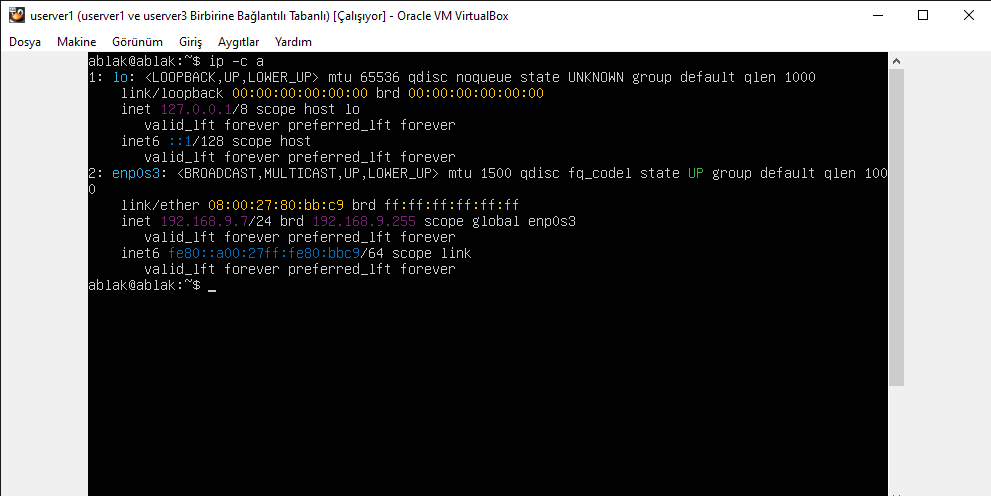 userver1 (userver1 ve userver3 Birbirine Bağlantılı Tabanlı) [Çalışıyor] - Oracle VM VirtualBox
Dosya Makine Görünüm Giriş Aygıtlar Yardım
ablak@ablak:~$ ip -c a
1: lo: <LOOPBACK,UP,LOWER_UP> mtu 65536 qdisc noqueue state UNKNOWN group default qlen 1000
link/loopback 00:00:00:00:00:00 brd 00:00:00:00:00:00
inet 127.0.0.1/8 scope host lo
valid_lft forever preferred_lft forever
inet6 ::1/128 scope host
valid_lft forever preferred_lft forever
2: enp0s3: <BROADCAST,MULTICAST,UP,LOWER_UP> mtu 1500 qdisc fq_codel state UP group default qlen 100
0
link/ether 08:00:27:80:bb:c9 brd ff:ff:ff:ff:ff:ff
inet 192.168.9.7/24 brd 192.168.9.255 scope global enp0s3
valid_lft forever preferred_lft forever
inet6 fe80::a00:27ff:fe80:bbc9/64 scope link
valid_lft forever preferred_lft forever
ablak@ablak:~$ _